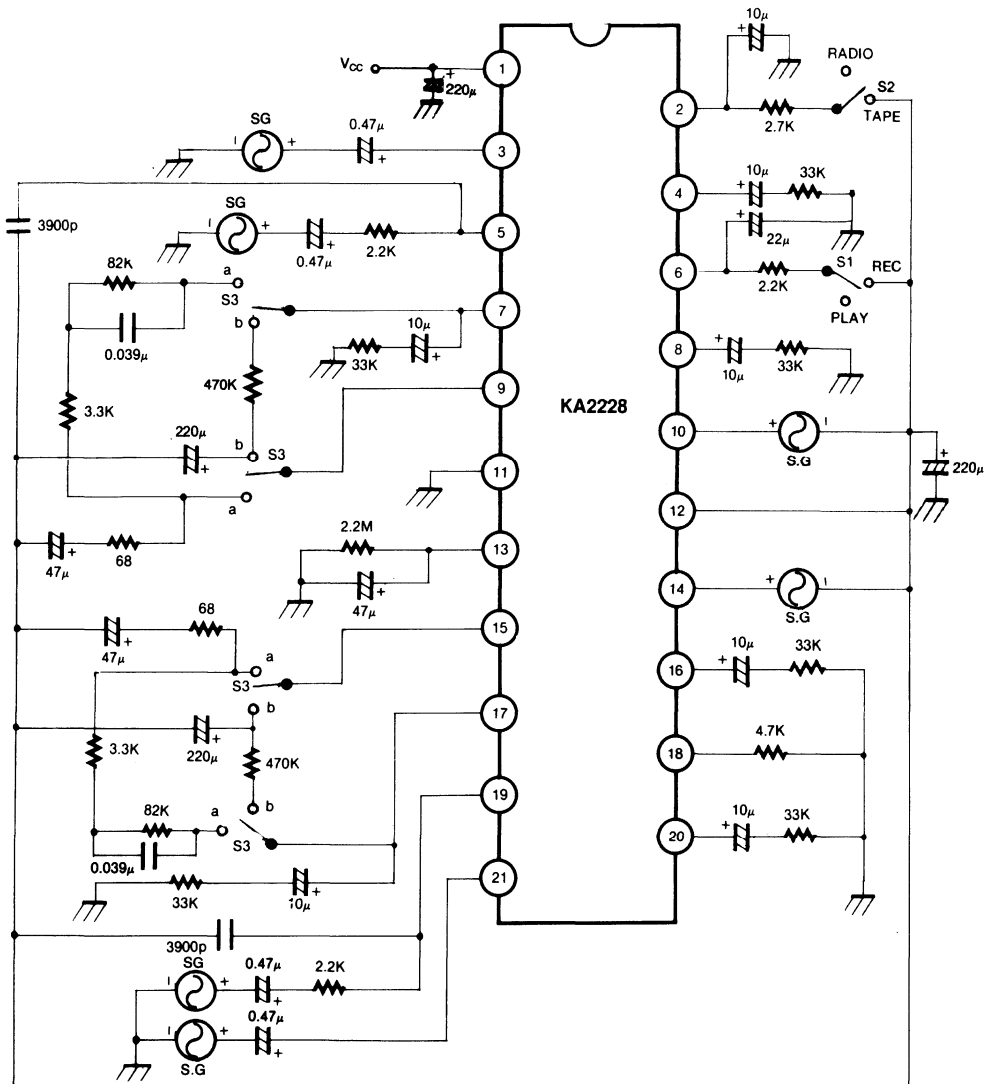 10μ
+
RADIO
S2
TAPE
2.7K
VCC
+
220μ
1
2
SG
I
+
0.47μ
+
3
10μ
+
33K
4
SG
I
+
0.47μ
+
2.2K
5
+
22μ
3900p
S1
REC
2.2K
PLAY
6
82K
a
S3
b
0.039μ
7
10μ
+
33K
8
+
10μ
33K
470K
9
KA2228
3.3K
220μ
+
b
S3
a
10
+
I
S.G
+
220μ
11
12
47μ
+
68
2.2M
13
+
47μ
14
+
I
S.G
68
47μ
+
a
S3
b
15
10μ
+
33K
16
17
220μ
+
3.3K
470K
4.7K
18
82K
a
b
S3
0.039μ
19
10μ
+
33K
20
33K
10μ
+
21
3900p
SG
I
+
0.47μ
+
2.2K
0.47μ
I
+
+
S.G